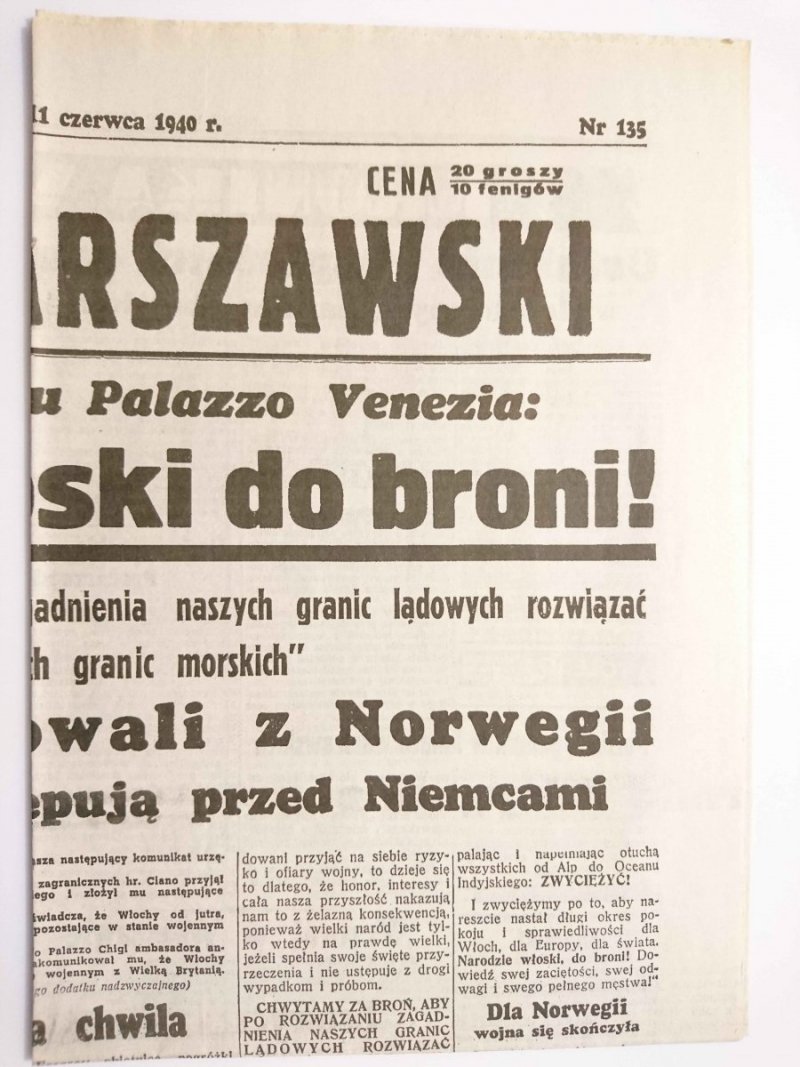 11 czerwca 1940 r. Nr 135
CENA 20 groszy
10 fenigów
ARSZAWSKI
u Palazzo Venezia:
oski do broni!
gadnienia naszych granic lądowych rozwiązać
ch granic morskich"
owali z Norwegii
epują przed Niemcami
asza następujący komunikat urzę-
zagranicznych hr. Ciano przyjął
ego i złożył mu następujące
świadcza, że Włochy od jutra,
pozostające w stanie wojennym
o Palazzo Chigi ambasadora an-
akomunikował mu, że Włochy
wojennym z Wielką Brytanią.
go dodatku nadzwyczajnego)
a chwila
dowani przyjąć na siebie ryzy-
ko i ofiary wojny, to dzieje się
to dlatego, że honor, interesy i
cała nasza przyszłość nakazują
nam to z żelazna konsekwencją,
ponieważ wielki naród jest tyl-
ko wtedy na prawdę wielki,
jeżeli spełnia swoje święte przy-
rzeczenia i nie ustępuje z drogi
wypadkom i próbom.
CHWYTAMY ZA BROŃ, ABY
PO ROZWIĄZANIU ZAGAD-
NIENIA NASZYCH GRANIC
LĄDOWYCH ROZWIĄZAĆ
palając i napełniając otuchą
wszystkich od Alp do Oceanu
Indyjskiego: ZWYCIĘŻYĆ!
I zwyciężymy po to, aby na-
reszcie nastał długi okres po-
koju i sprawiedliwości dla
Włoch, dla Europy, dla świata.
Narodzie włoski, do broni! Do-
wiedź swej zaciętości, swej od-
wagi i swego pełnego męstwa!"
Dla Norwegii
wojna się skończyła